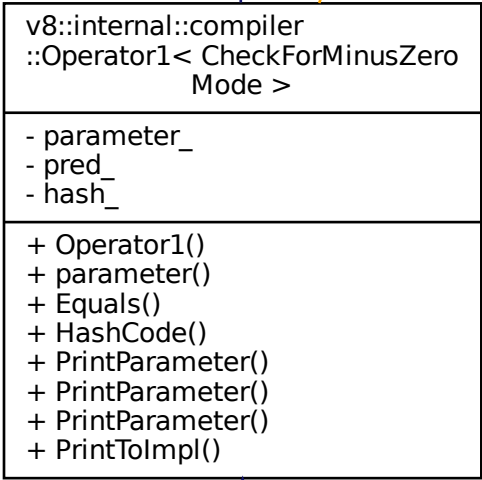 v8::internal::compiler
::Operator1< CheckForMinusZero
Mode >
- parameter_
- pred_
- hash_
+ Operator1()
+ parameter()
+ Equals()
+ HashCode()
+ PrintParameter()
+ PrintParameter()
+ PrintParameter()
+ PrintToImpl()